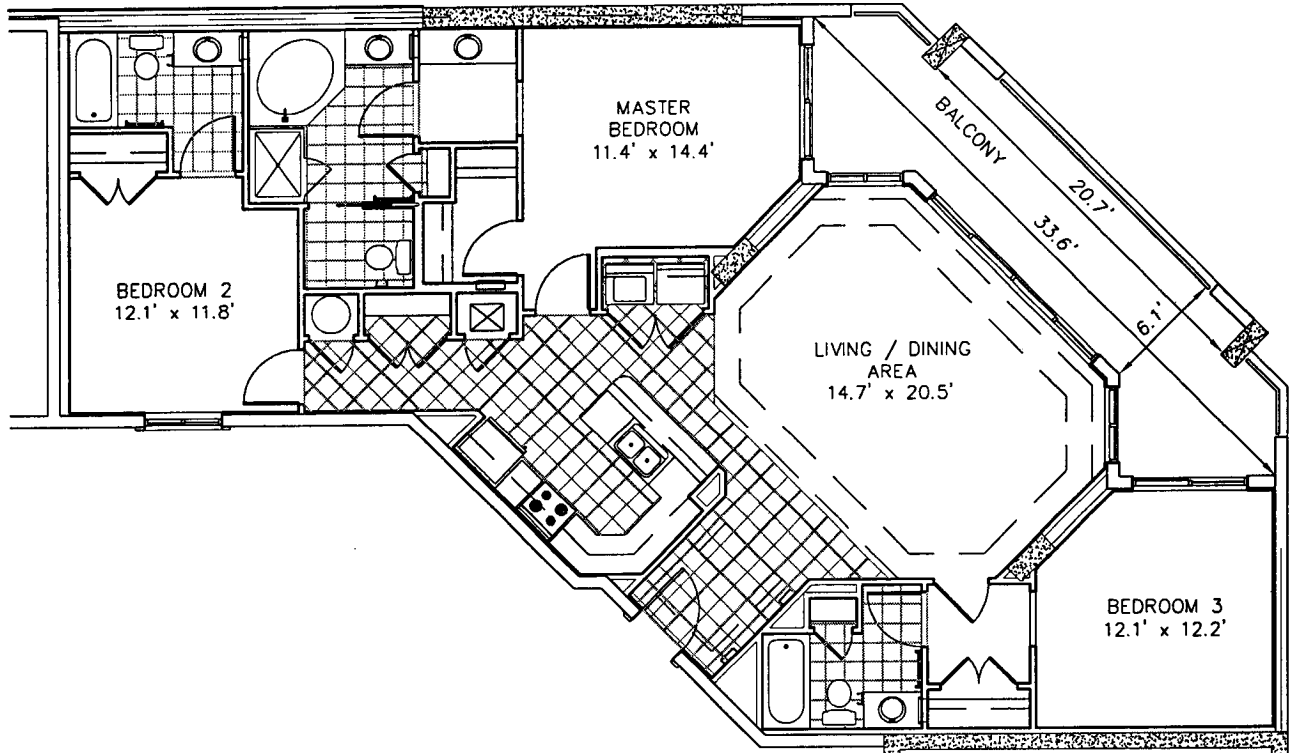 MASTER
BEDROOM
11.4' x 14.4'
BALCONY
20.7'
33.6'
6.1'
BEDROOM 2
12.1' x 11.8'
LIVING / DINING
AREA
14.7' x 20.5'
BEDROOM 3
12.1' x 12.2'